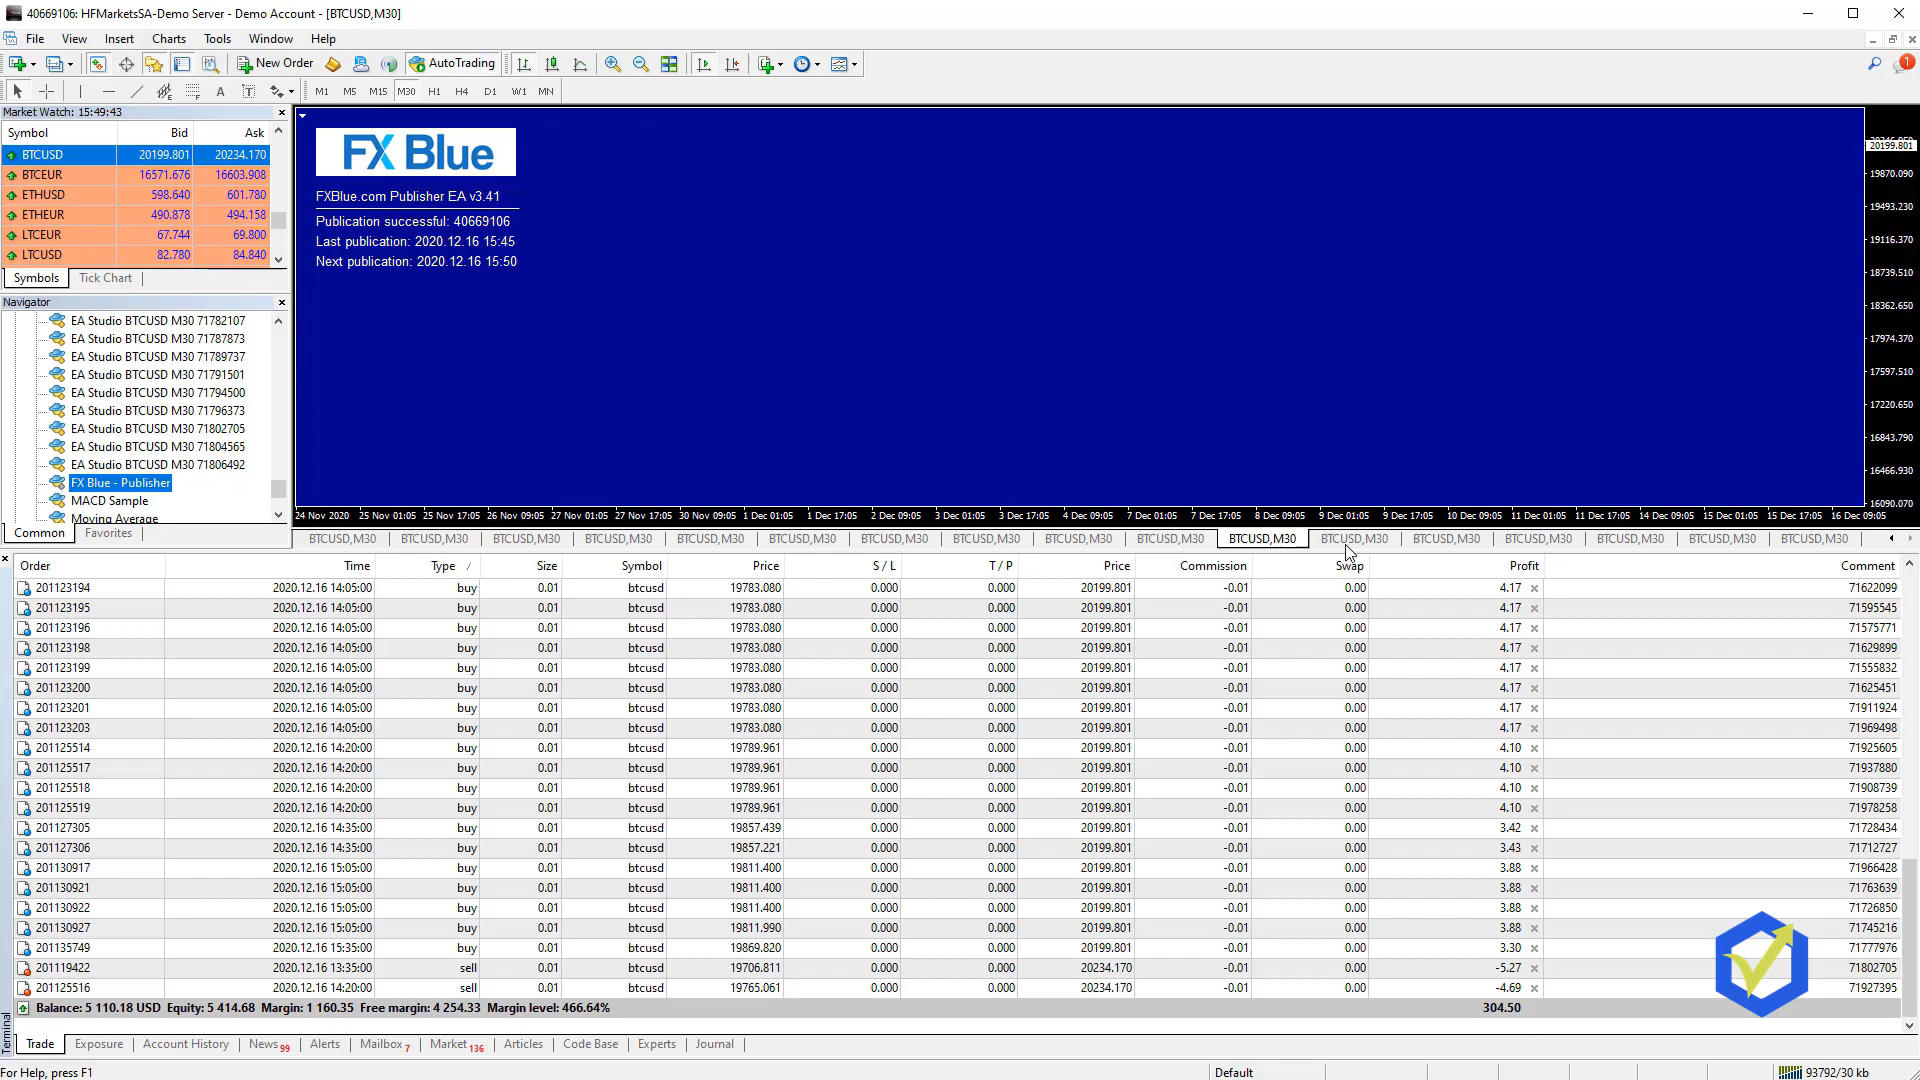 40669106: HFMarketsSA-Demo Server - Demo Account - [BTCUSD,M30]
File View Insert Charts Tools Window Help
New Order AutoTrading 1
A T M1 M5 M15 M30 H1 H4 D1 W1 MN
Market Watch: 15:49:43
Symbol Bid Ask
BTCUSD 20199.801 20234.170
BTCEUR 16571.676 16603.908
ETHUSD 598.640 601.780
ETHEUR 490.878 494.158
LTCEUR 67.744 69.800
LTCUSD 82.780 84.840
Symbols Tick Chart
Navigator
EA Studio BTCUSD M30 71782107
EA Studio BTCUSD M30 71787873
EA Studio BTCUSD M30 71789737
EA Studio BTCUSD M30 71791501
EA Studio BTCUSD M30 71794500
EA Studio BTCUSD M30 71796373
EA Studio BTCUSD M30 71802705
EA Studio BTCUSD M30 71804565
EA Studio BTCUSD M30 71806492
FX Blue - Publisher
MACD Sample
Moving Average
Common Favorites
FX Blue
FXBlue.com Publisher EA v3.41
Publication successful: 40669106
Last publication: 2020.12.16 15:45
Next publication: 2020.12.16 15:50
20199.801
19870.090
19493.230
19116.370
18739.510
18362.650
17974.370
17597.510
17220.650
16843.790
16466.930
16090.070
24 Nov 2020 25 Nov 01:05 25 Nov 17:05 26 Nov 09:05 27 Nov 01:05 27 Nov 17:05 30 Nov 09:05 1 Dec 01:05 1 Dec 17:05 2 Dec 09:05 3 Dec 01:05 3 Dec 17:05 4 Dec 09:05 7 Dec 01:05 7 Dec 17:05 8 Dec 09:05 9 Dec 01:05 9 Dec 17:05 10 Dec 09:05 11 Dec 01:05 11 Dec 17:05 14 Dec 09:05 15 Dec 01:05 15 Dec 17:05 16 Dec 09:05
BTCUSD,M30 BTCUSD,M30 BTCUSD,M30 BTCUSD,M30 BTCUSD,M30 BTCUSD,M30 BTCUSD,M30 BTCUSD,M30 BTCUSD,M30 BTCUSD,M30 BTCUSD,M30 BTCUSD,M30 BTCUSD,M30 BTCUSD,M30 BTCUSD,M30 BTCUSD,M30 BTCUSD,M30
Order Time Type / Size Symbol Price S / L T / P Price Commission Swap Profit Comment
201123194 2020.12.16 14:05:00 buy 0.01 btcusd 19783.080 0.000 0.000 20199.801 -0.01 0.00 4.17 71622099
201123195 2020.12.16 14:05:00 buy 0.01 btcusd 19783.080 0.000 0.000 20199.801 -0.01 0.00 4.17 71595545
201123196 2020.12.16 14:05:00 buy 0.01 btcusd 19783.080 0.000 0.000 20199.801 -0.01 0.00 4.17 71575771
201123198 2020.12.16 14:05:00 buy 0.01 btcusd 19783.080 0.000 0.000 20199.801 -0.01 0.00 4.17 71629899
201123199 2020.12.16 14:05:00 buy 0.01 btcusd 19783.080 0.000 0.000 20199.801 -0.01 0.00 4.17 71555832
201123200 2020.12.16 14:05:00 buy 0.01 btcusd 19783.080 0.000 0.000 20199.801 -0.01 0.00 4.17 71625451
201123201 2020.12.16 14:05:00 buy 0.01 btcusd 19783.080 0.000 0.000 20199.801 -0.01 0.00 4.17 71911924
201123203 2020.12.16 14:05:00 buy 0.01 btcusd 19783.080 0.000 0.000 20199.801 -0.01 0.00 4.17 71969498
201125514 2020.12.16 14:20:00 buy 0.01 btcusd 19789.961 0.000 0.000 20199.801 -0.01 0.00 4.10 71925605
201125517 2020.12.16 14:20:00 buy 0.01 btcusd 19789.961 0.000 0.000 20199.801 -0.01 0.00 4.10 71937880
201125518 2020.12.16 14:20:00 buy 0.01 btcusd 19789.961 0.000 0.000 20199.801 -0.01 0.00 4.10 71908739
201125519 2020.12.16 14:20:00 buy 0.01 btcusd 19789.961 0.000 0.000 20199.801 -0.01 0.00 4.10 71978258
201127305 2020.12.16 14:35:00 buy 0.01 btcusd 19857.439 0.000 0.000 20199.801 -0.01 0.00 3.42 71728434
201127306 2020.12.16 14:35:00 buy 0.01 btcusd 19857.221 0.000 0.000 20199.801 -0.01 0.00 3.43 71712727
201130917 2020.12.16 15:05:00 buy 0.01 btcusd 19811.400 0.000 0.000 20199.801 -0.01 0.00 3.88 71966428
201130921 2020.12.16 15:05:00 buy 0.01 btcusd 19811.400 0.000 0.000 20199.801 -0.01 0.00 3.88 71763639
201130922 2020.12.16 15:05:00 buy 0.01 btcusd 19811.400 0.000 0.000 20199.801 -0.01 0.00 3.88 71726850
201130927 2020.12.16 15:05:00 buy 0.01 btcusd 19811.990 0.000 0.000 20199.801 -0.01 0.00 3.88 71745216
201135749 2020.12.16 15:35:00 buy 0.01 btcusd 19869.820 0.000 0.000 20199.801 -0.01 0.00 3.30 71777976
201119422 2020.12.16 13:35:00 sell 0.01 btcusd 19706.811 0.000 0.000 20234.170 -0.01 0.00 -5.27 71802705
201125516 2020.12.16 14:20:00 sell 0.01 btcusd 19765.061 0.000 0.000 20234.170 -0.01 0.00 -4.69 71927395
Balance: 5 110.18 USD Equity: 5 414.68 Margin: 1 160.35 Free margin: 4 254.33 Margin level: 466.64% 304.50
Terminal
Trade Exposure Account History News 99 Alerts Mailbox 7 Market 136 Articles Code Base Experts Journal
For Help, press F1 Default 93792/30 kb